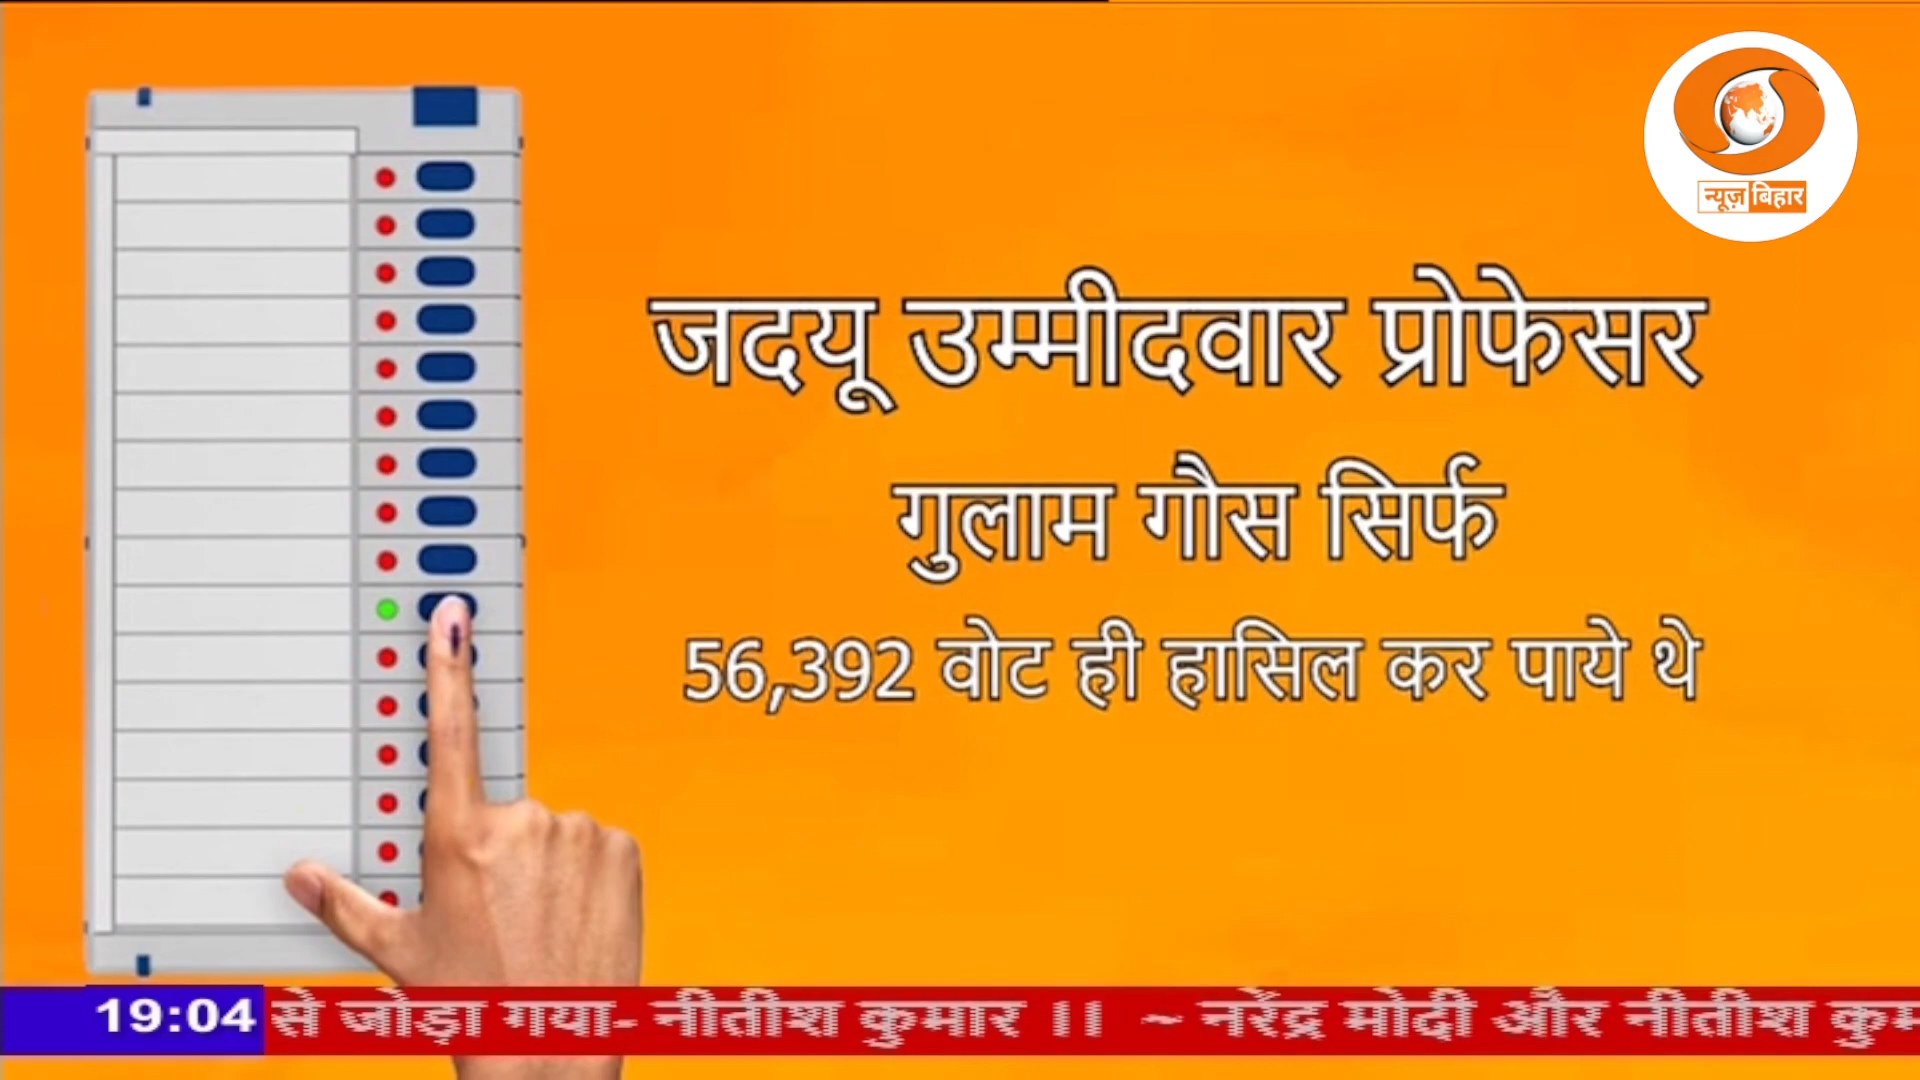 न्यूज़ बिहार
जदयू उम्मीदवार प्रोफेसर
गुलाम गौस सिर्फ
56,392 वोट ही हासिल कर पाये थे
19:04 से जोड़ा गया- नीतीश कुमार ।। ~ नरेंद्र मोदी और नीतीश कुम